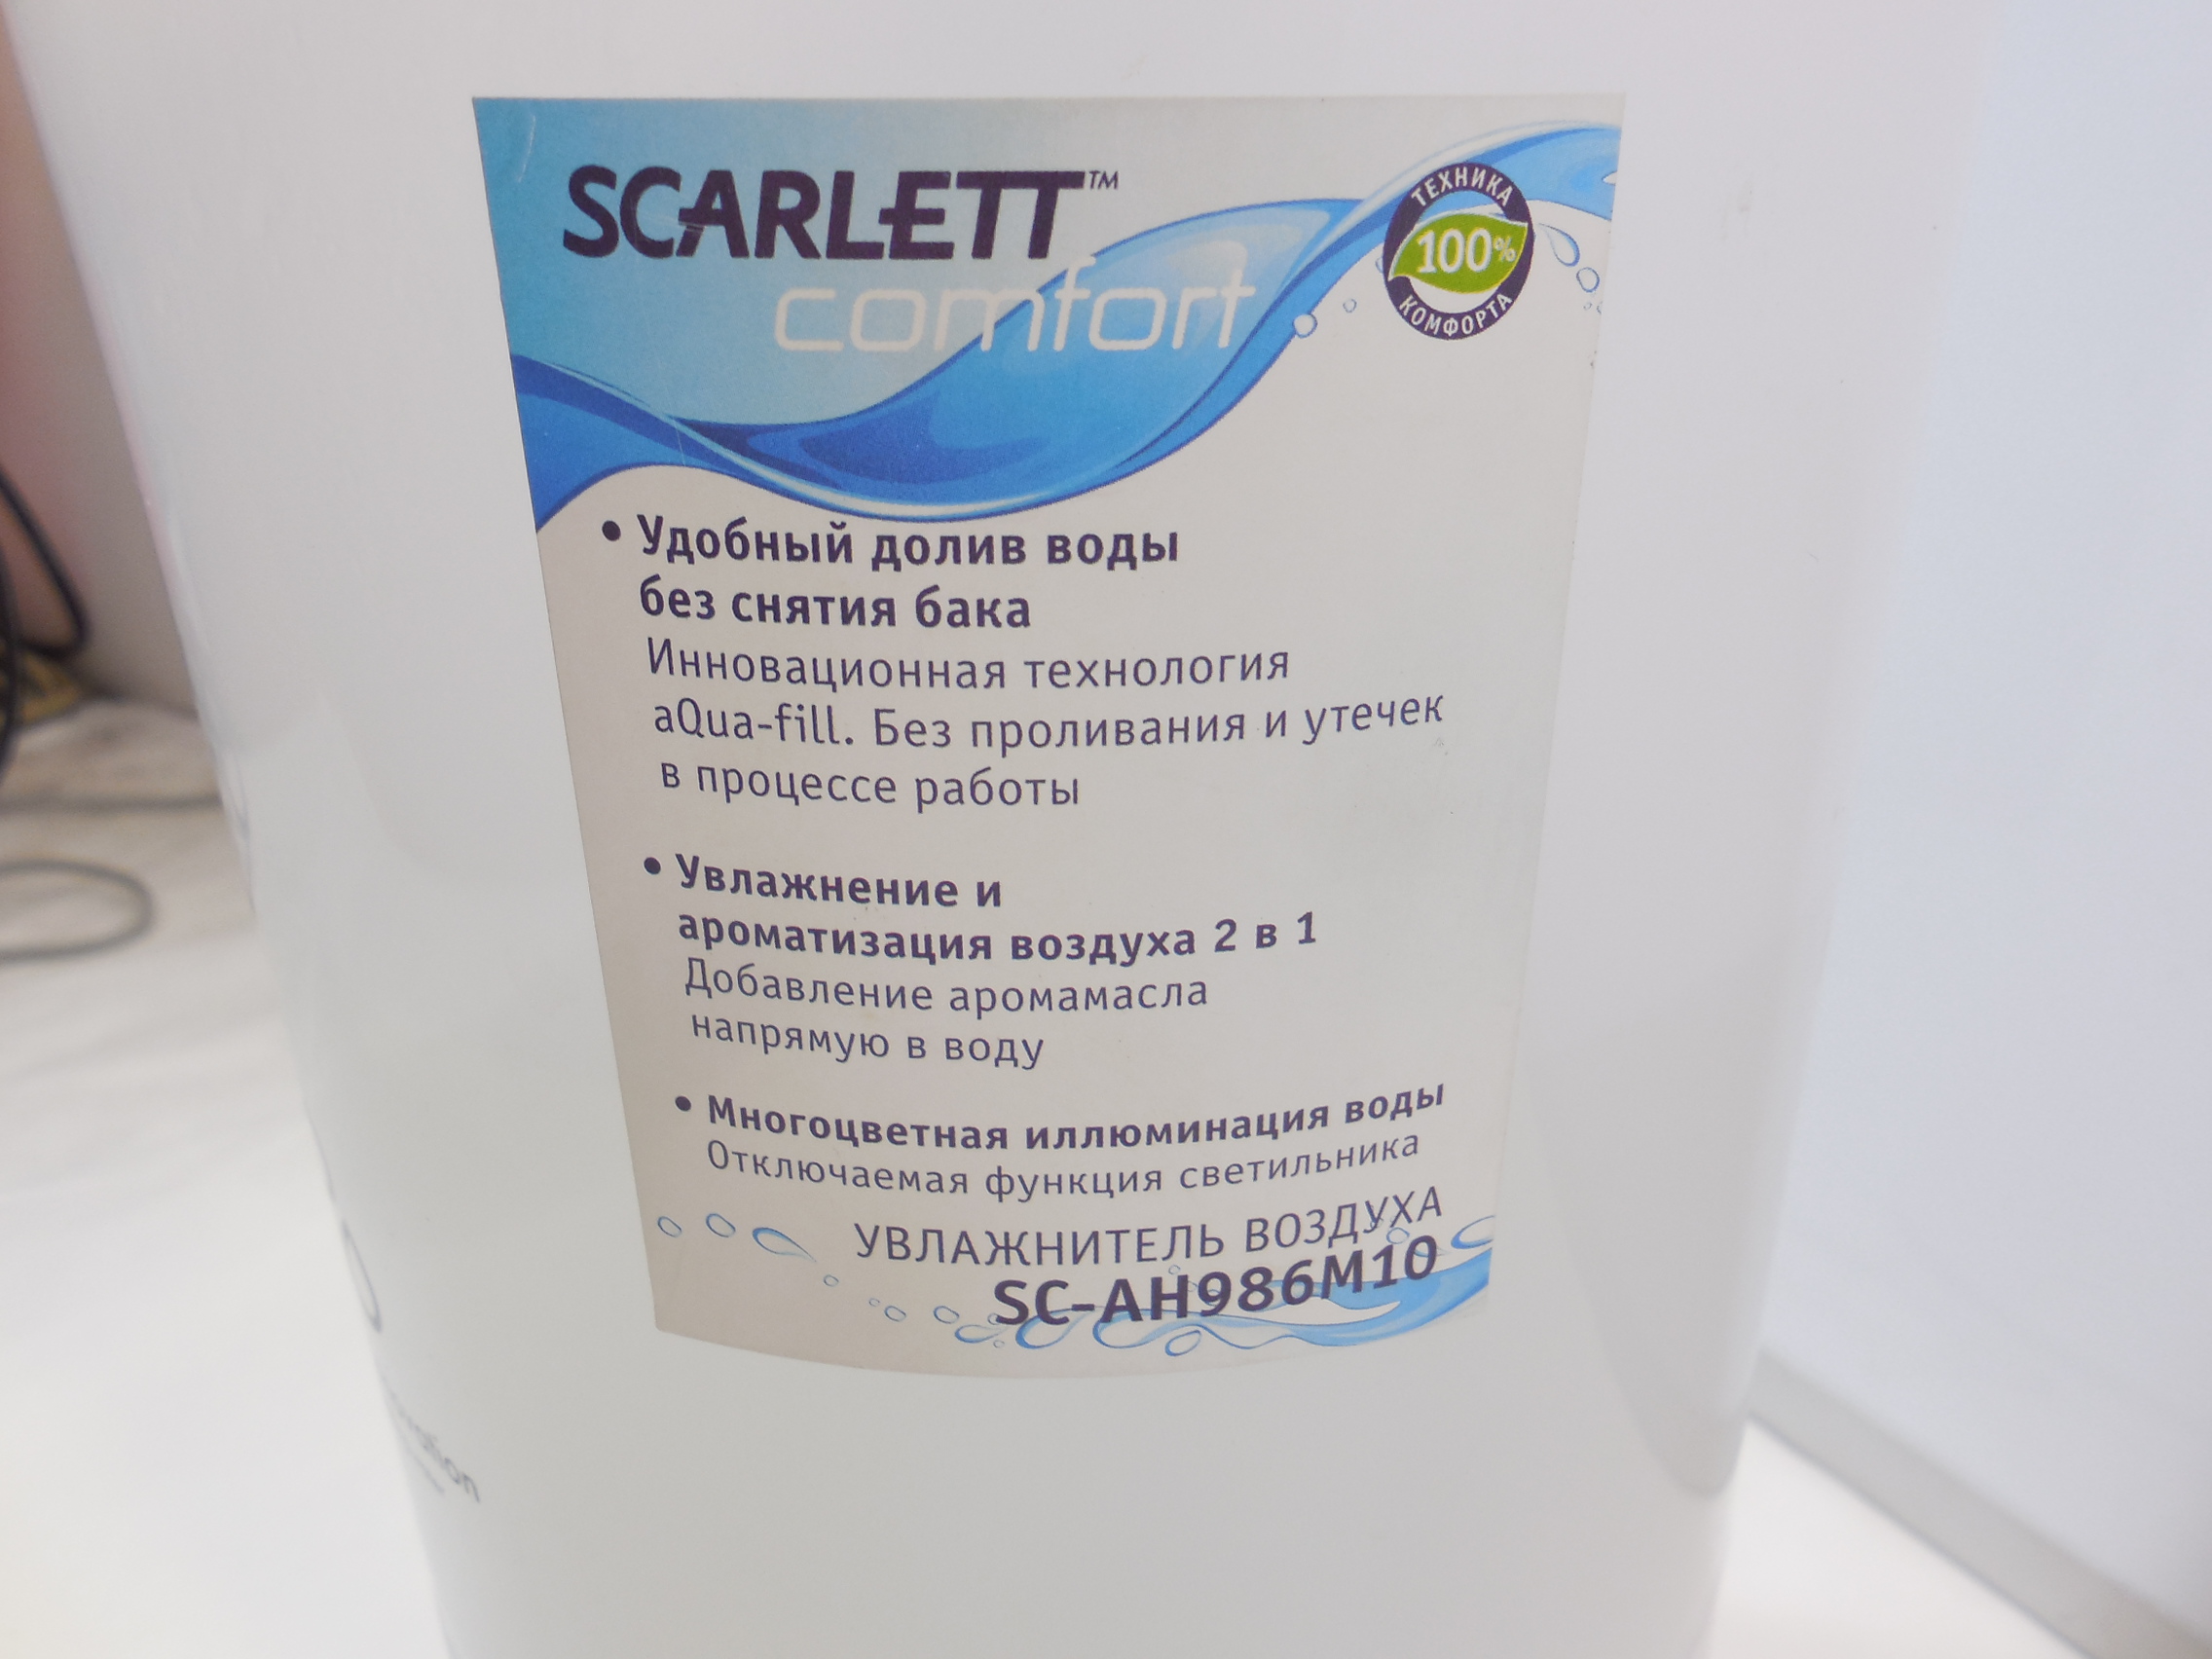 SCARLETT™
comfort
ТЕХНИКА
100%
КОМФОРТА
• Удобный долив воды
без снятия бака
Инновационная технология
aQua-fill. Без проливания и утечек
в процессе работы
• Увлажнение и
ароматизация воздуха 2 в 1
Добавление аромамасла
напрямую в воду
• Многоцветная иллюминация воды
Отключаемая функция светильника
УВЛАЖНИТЕЛЬ ВОЗДУХА
SC-AH986M10